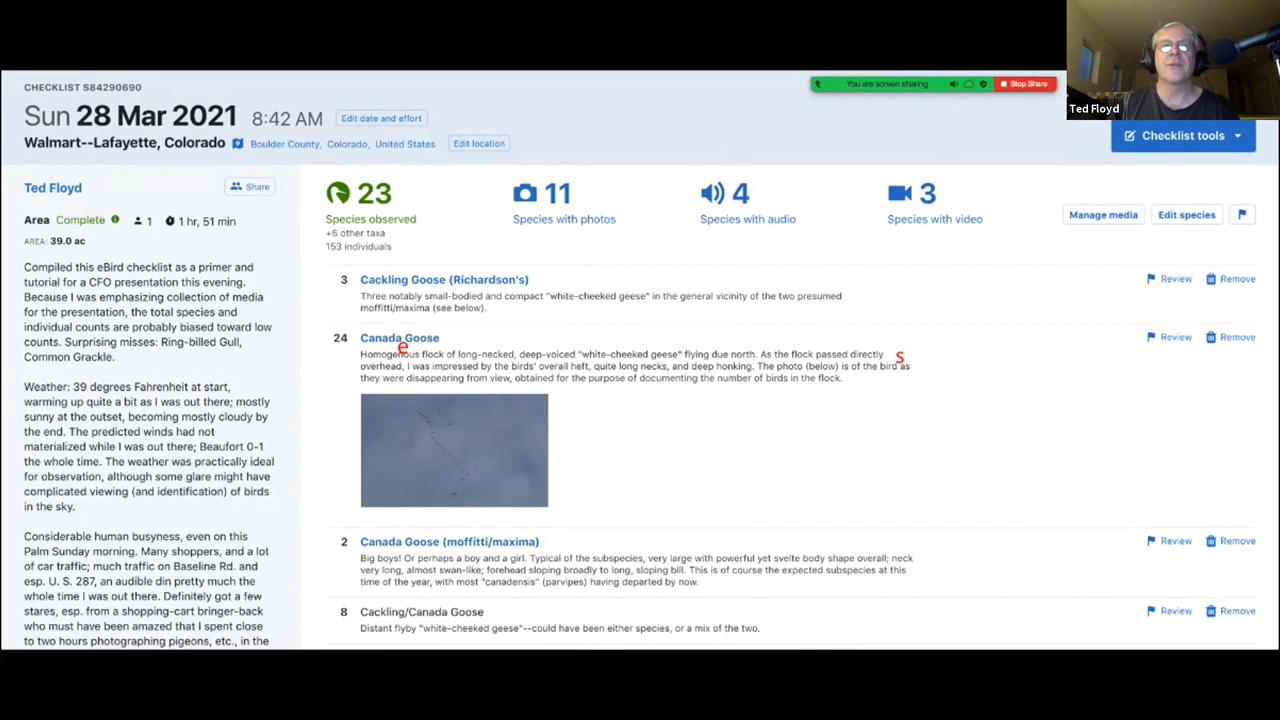 CHECKLIST S84290690
You are screen sharing
Stop Share
Ted Floyd
Sun 28 Mar 2021 8:42 AM
Edit date and effort
Checklist tools
Walmart--Lafayette, Colorado
Boulder County, Colorado, United States
Edit location
Ted Floyd
Share
Area Complete 1 1 hr, 51 min
AREA: 39.0 ac
Compiled this eBird checklist as a primer and
tutorial for a CFO presentation this evening.
Because I was emphasizing collection of media
for the presentation, the total species and
individual counts are probably biased toward low
counts. Surprising misses: Ring-billed Gull,
Common Grackle.
Weather: 39 degrees Fahrenheit at start,
warming up quite a bit as I was out there; mostly
sunny at the outset, becoming mostly cloudy by
the end. The predicted winds had not
materialized while I was out there; Beaufort 0-1
the whole time. The weather was practically ideal
for observation, although some glare might have
complicated viewing (and identification) of birds
in the sky.
Considerable human busyness, even on this
Palm Sunday morning. Many shoppers, and a lot
of car traffic; much traffic on Baseline Rd. and
esp. U. S. 287, an audible din pretty much the
whole time I was out there. Definitely got a few
stares, esp. from a shopping-cart bringer-back
who must have been amazed that I spent close
to two hours photographing pigeons, etc., in the
23
Species observed
+5 other taxa
153 individuals
11
Species with photos
4
Species with audio
3
Species with video
Manage media
Edit species
3 Cackling Goose (Richardson's)
Review Remove
Three notably small-bodied and compact "white-cheeked geese" in the general vicinity of the two presumed
moffitti/maxima (see below).
24 Canada Goose
Review Remove
e
Homogenous flock of long-necked, deep-voiced "white-cheeked geese" flying due north. As the flock passed directly
s
overhead, I was impressed by the birds' overall heft, quite long necks, and deep honking. The photo (below) is of the bird as
they were disappearing from view, obtained for the purpose of documenting the number of birds in the flock.
2 Canada Goose (moffitti/maxima)
Review Remove
Big boys! Or perhaps a boy and a girl. Typical of the subspecies, very large with powerful yet svelte body shape overall; neck
very long, almost swan-like; forehead sloping broadly to long, sloping bill. This is of course the expected subspecies at this
time of the year, with most "canadensis" (parvipes) having departed by now.
8 Cackling/Canada Goose
Review Remove
Distant flyby "white-cheeked geese"--could have been either species, or a mix of the two.